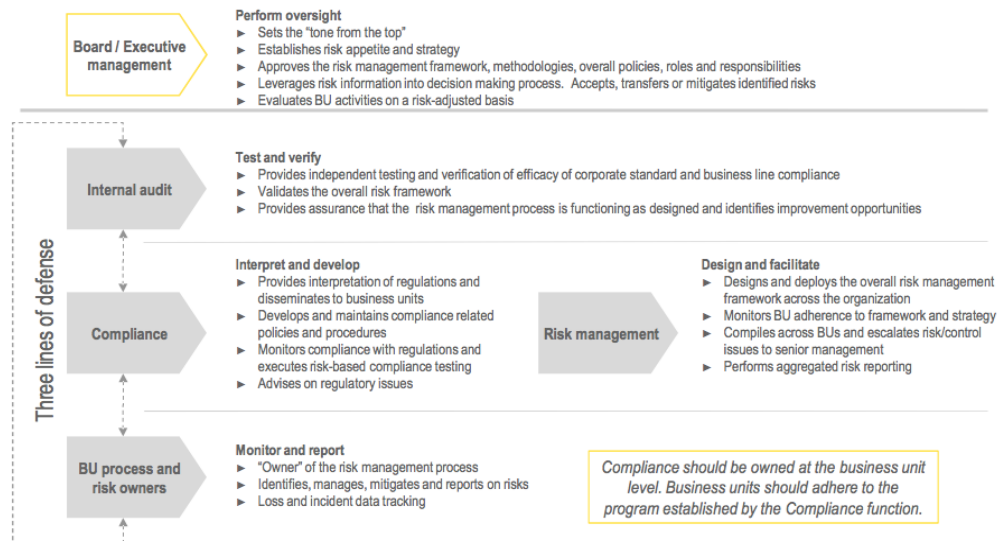 Board / Executive
management
Perform oversight
► Sets the “tone from the top”
► Establishes risk appetite and strategy
► Approves the risk management framework, methodologies, overall policies, roles and responsibilities
► Leverages risk information into decision making process.  Accepts, transfers or mitigates identified risks
► Evaluates BU activities on a risk-adjusted basis
Three lines of defense
Internal audit
Test and verify
► Provides independent testing and verification of efficacy of corporate standard and business line compliance
► Validates the overall risk framework
► Provides assurance that the  risk management process is functioning as designed and identifies improvement opportunities
Compliance
Interpret and develop
► Provides interpretation of regulations and
disseminates to business units
► Develops and maintains compliance related
policies and procedures
► Monitors compliance with regulations and
executes risk-based compliance testing
► Advises on regulatory issues
Risk management
Design and facilitate
► Designs and deploys the overall risk management
framework across the organization
► Monitors BU adherence to framework and strategy
► Compiles across BUs and escalates risk/control
issues to senior management
► Performs aggregated risk reporting
BU process and
risk owners
Monitor and report
► “Owner” of the risk management process
► Identifies, manages, mitigates and reports on risks
► Loss and incident data tracking
Compliance should be owned at the business unit
level. Business units should adhere to the
program established by the Compliance function.